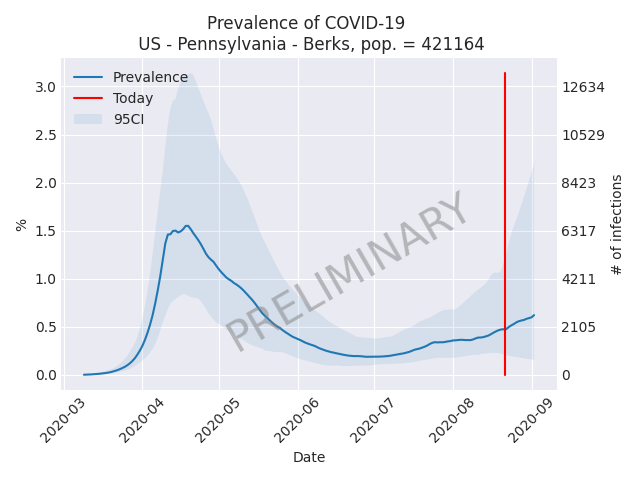 Prevalence of COVID-19
US - Pennsylvania - Berks, pop. = 421164
Prevalence
Today
95CI
%
3.0
2.5
2.0
1.5
1.0
0.5
0.0
12634
10529
8423
6317
4211
2105
0
# of infections
PRELIMINARY
2020-03
2020-04
2020-05
2020-06
2020-07
2020-08
2020-09
Date